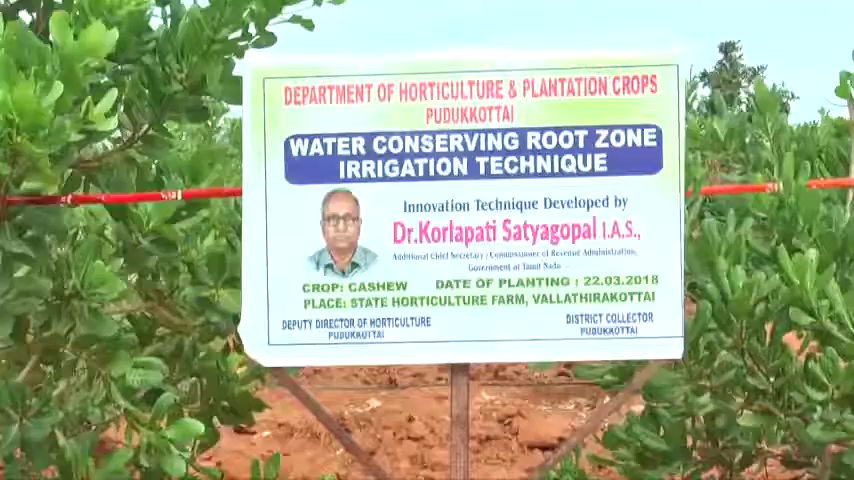 DEPARTMENT OF HORTICULTURE & PLANTATION CROPS
PUDUKKOTTAI
WATER CONSERVING ROOT ZONE
IRRIGATION TECHNIQUE
Innovation Technique Developed by
Dr.Korlapati Satyagopal I.A.S.,
Additional Chief Secretary / Commissioner of Revenue Administration,
Government of Tamil Nadu
CROP: CASHEW DATE OF PLANTING : 22.03.2018
PLACE: STATE HORTICULTURE FARM, VALLATHIRAKOTTAI
DEPUTY DIRECTOR OF HORTICULTURE DISTRICT COLLECTOR
PUDUKKOTTAI PUDUKKOTTAI